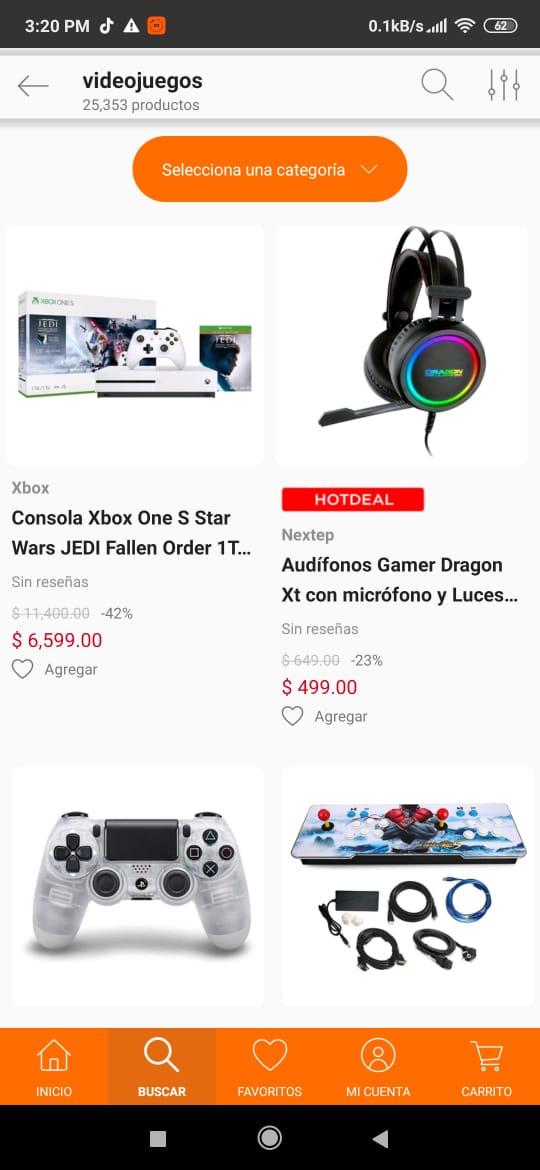 3:20 PM
0.1kB/s
62
videojuegos
25,353 productos
Selecciona una categoría
XBOX ONE S
JEDI
JEDI
DRAGON
HOTDEAL
Xbox
Consola Xbox One S Star
Wars JEDI Fallen Order 1T...
Sin reseñas
$ 11,400.00 -42%
$ 6,599.00
Agregar
Nextep
Audífonos Gamer Dragon
Xt con micrófono y Luces...
Sin reseñas
$ 649.00 -23%
$ 499.00
Agregar
INICIO
BUSCAR
FAVORITOS
MI CUENTA
CARRITO